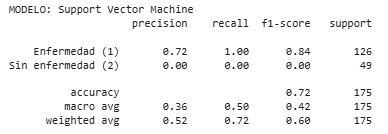 MODELO: Support Vector Machine
precision recall f1-score support
Enfermedad (1) 0.72 1.00 0.84 126
Sin enfermedad (2) 0.00 0.00 0.00 49
accuracy 0.72 175
macro avg 0.36 0.50 0.42 175
weighted avg 0.52 0.72 0.60 175